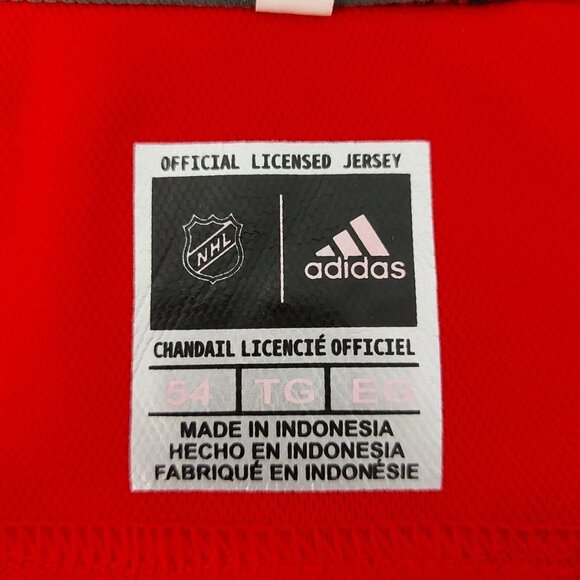 OFFICIAL LICENSED JERSEY
NHL
adidas
CHANDAIL LICENCIÉ OFFICIEL
54 TG EG
MADE IN INDONESIA
HECHO EN INDONESIA
FABRIQUÉ EN INDONÉSIE